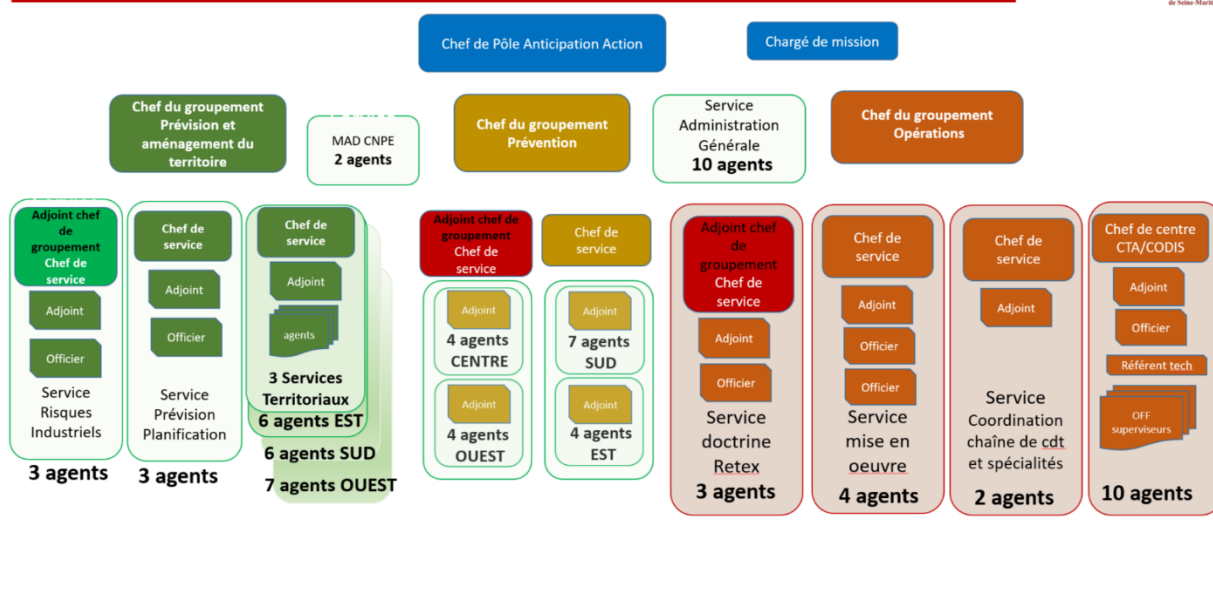 de Seine-Marit
Chef de Pôle Anticipation Action
Chargé de mission
Chef du groupement
Prévision et
aménagement du
territoire
MAD CNPE
2 agents
Chef du groupement
Prévention
Service
Administration
Générale
10 agents
Chef du groupement
Opérations
Adjoint chef
de
groupement
Chef de
service
Adjoint
Officier
Service
Risques
Industriels
3 agents
Chef de
service
Adjoint
Officier
Service
Prévision
Planification
3 agents
Chef de
service
Adjoint
agents
3 Services
Territoriaux
6 agents EST
6 agents SUD
7 agents OUEST
Adjoint chef de
groupement
Chef de
service
Adjoint
4 agents
CENTRE
Adjoint
4 agents
OUEST
Chef de
service
Adjoint
7 agents
SUD
Adjoint
4 agents
EST
Adjoint chef
de
groupement
Chef de
service
Adjoint
Officier
Service
doctrine
Retex
3 agents
Chef de
service
Adjoint
Officier
Officier
Service
mise en
oeuvre
4 agents
Chef de
service
Adjoint
Service
Coordination
chaîne de cdt
et spécialités
2 agents
Chef de centre
CTA/CODIS
Adjoint
Officier
Référent tech
OFF
superviseurs
10 agents